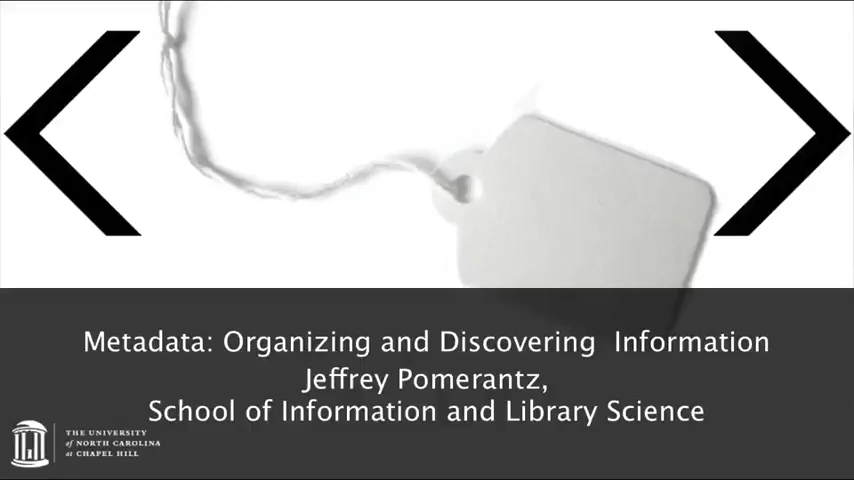 Metadata: Organizing and Discovering  Information
Jeffrey Pomerantz,
School of Information and Library Science
THE UNIVERSITY
of NORTH CAROLINA
at CHAPEL HILL